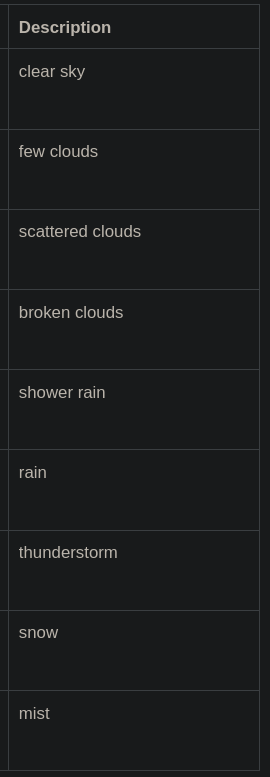 Description
clear sky
few clouds
scattered clouds
broken clouds
shower rain
rain
thunderstorm
snow
mist